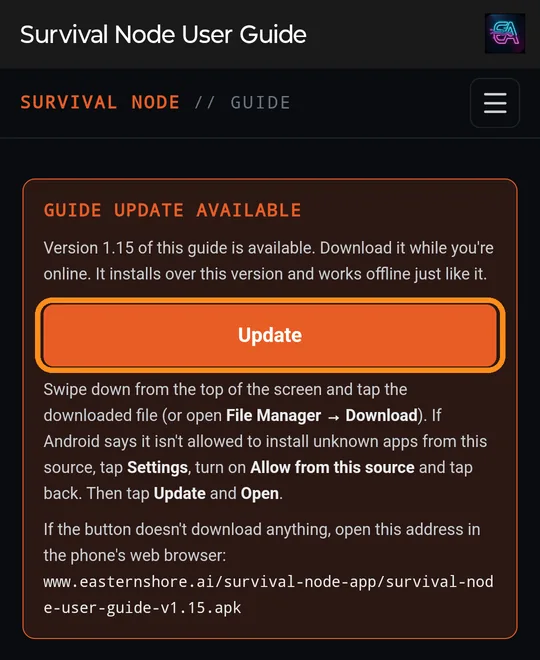 Survival Node User Guide
SURVIVAL NODE // GUIDE
GUIDE UPDATE AVAILABLE
Version 1.15 of this guide is available. Download it while you're
online. It installs over this version and works offline just like it.
Update
Swipe down from the top of the screen and tap the
downloaded file (or open File Manager → Download). If
Android says it isn't allowed to install unknown apps from this
source, tap Settings, turn on Allow from this source and tap
back. Then tap Update and Open.
If the button doesn't download anything, open this address in
the phone's web browser:
www.easternshore.ai/survival-node-app/survival-nod
e-user-guide-v1.15.apk